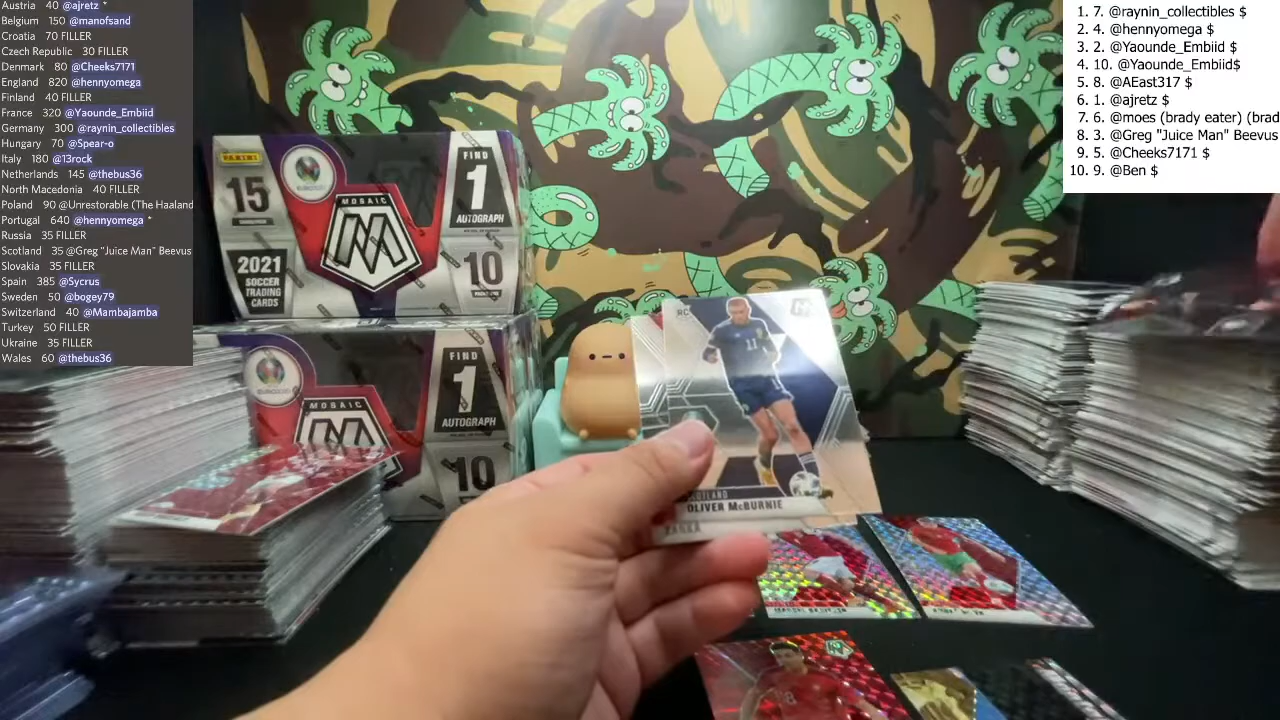 Austria 40 @ajretz *
Belgium 150 @manofsand
Croatia 70 FILLER
Czech Republic 30 FILLER
Denmark 80 @Cheeks7171
England 820 @hennyomega
Finland 40 FILLER
France 320 @Yaounde_Embiid
Germany 300 @raynin_collectibles
Hungary 70 @Spear-o
Italy 180 @13rock
Netherlands 145 @thebus36
North Macedonia 40 FILLER
Poland 90 @Unrestorable (The Haaland
Portugal 640 @hennyomega *
Russia 35 FILLER
Scotland 35 @Greg "Juice Man" Beevus
Slovakia 35 FILLER
Spain 385 @Sycrus
Sweden 50 @bogey79
Switzerland 40 @Mambajamba
Turkey 50 FILLER
Ukraine 35 FILLER
Wales 60 @thebus36
1. 7. @raynin_collectibles $
2. 4. @hennyomega $
3. 2. @Yaounde_Embiid $
4. 10. @Yaounde_Embiid$
5. 8. @AEast317 $
6. 1. @ajretz $
7. 6. @moes (brady eater) (brad
8. 3. @Greg "Juice Man" Beevus
9. 5. @Cheeks7171 $
10. 9. @Ben $
PANINI
15
MOSAIC
2021
SOCCER
TRADING
CARDS
FIND
1
AUTOGRAPH
10
MOSAIC
FIND
1
AUTOGRAPH
10
RC
11
OLIVER McBURNIE
18